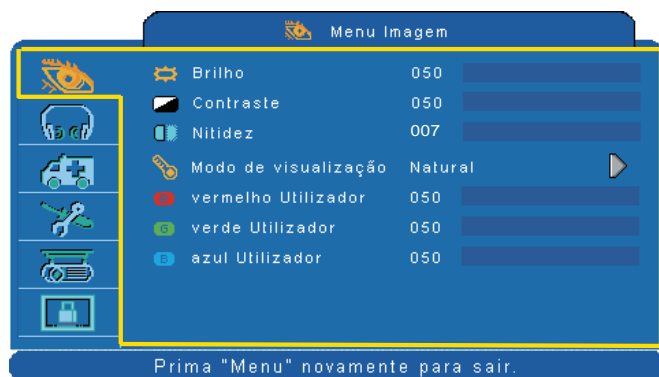 Menu Imagem
Brilho 050
Contraste 050
Nitidez 007
Modo de visualização Natural
R vermelho Utilizador 050
G verde Utilizador 050
B azul Utilizador 050
Prima "Menu" novamente para sair.